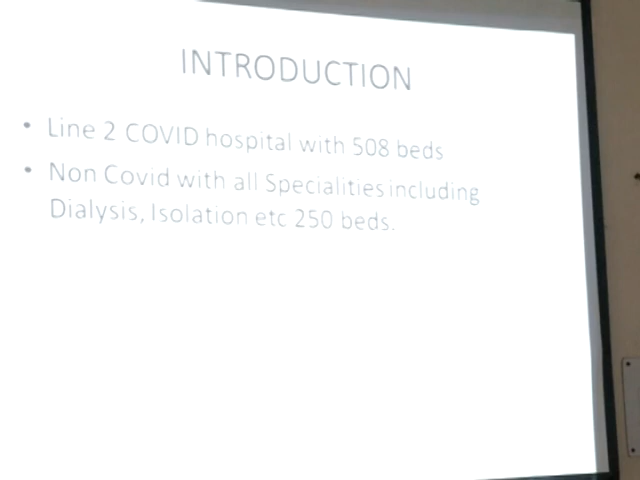 INTRODUCTION
• Line 2 COVID hospital with 508 beds
• Non Covid with all Specialities including
Dialysis, Isolation etc 250 beds.